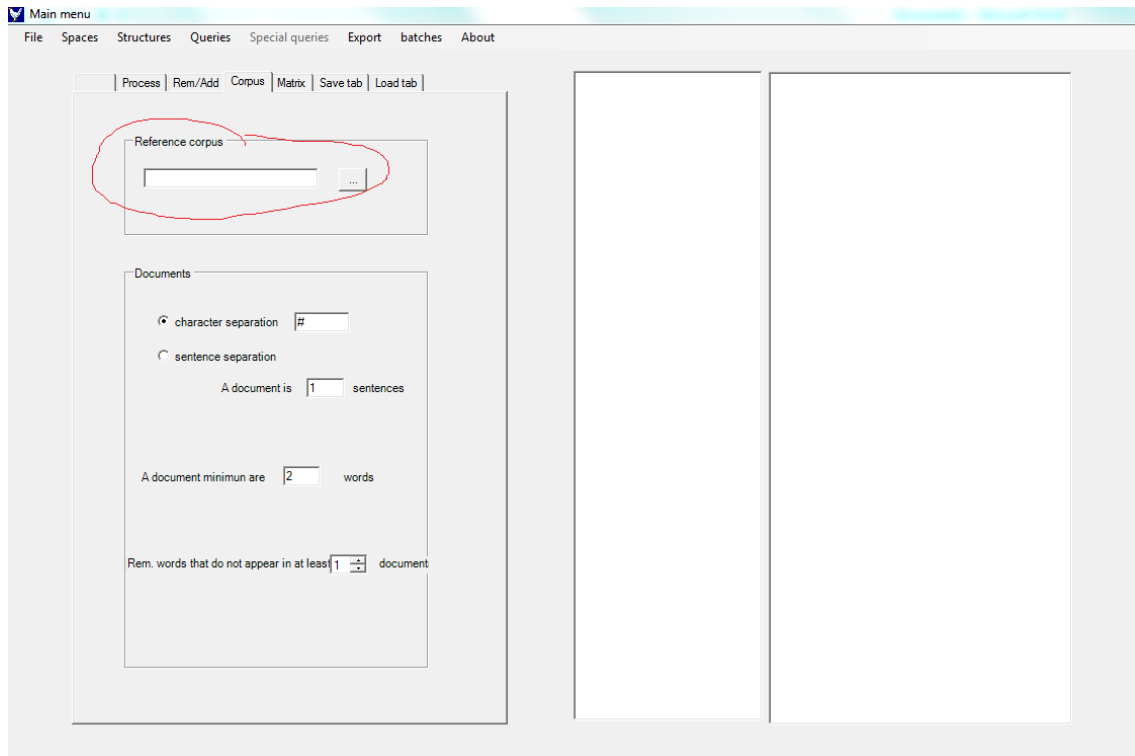 Main menu
File Spaces Structures Queries Special queries Export batches About
Process Rem/Add Corpus Matrix Save tab Load tab
Reference corpus
...
Documents
character separation #
sentence separation
A document is 1 sentences
A document minimun are 2 words
Rem. words that do not appear in at least 1 document